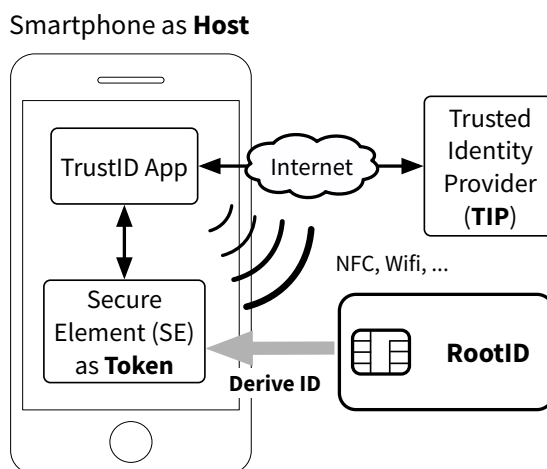 Smartphone as Host
TrustID App
Internet
Trusted
Identity
Provider
(TIP)
NFC, Wifi, ...
Secure
Element (SE)
as Token
RootID
Derive ID